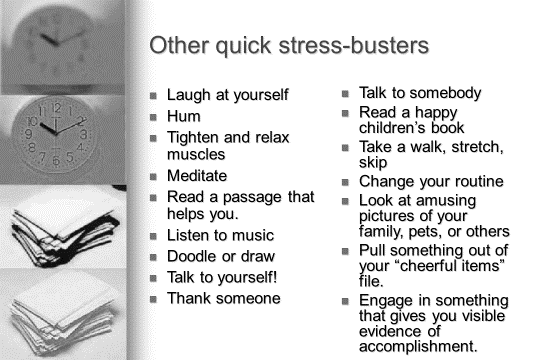 Other quick stress-busters
Laugh at yourself
Hum
Tighten and relax
muscles
Meditate
Read a passage that
helps you.
Listen to music
Doodle or draw
Talk to yourself!
Thank someone
Talk to somebody
Read a happy
children's book
Take a walk, stretch,
skip
Change your routine
Look at amusing
pictures of your
family, pets, or others
Pull something out of
your “cheerful items”
file.
Engage in something
that gives you visible
evidence of
accomplishment.